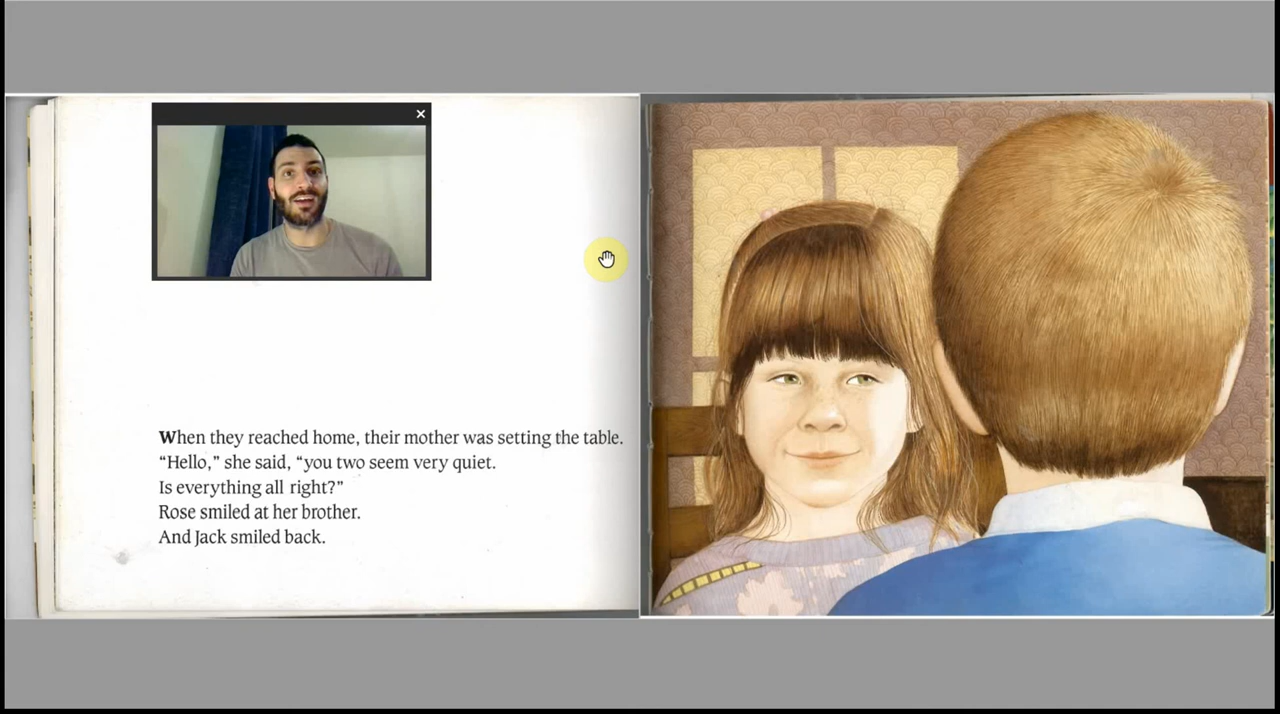 When they reached home, their mother was setting the table.
“Hello,” she said, “you two seem very quiet.
Is everything all right?”
Rose smiled at her brother.
And Jack smiled back.